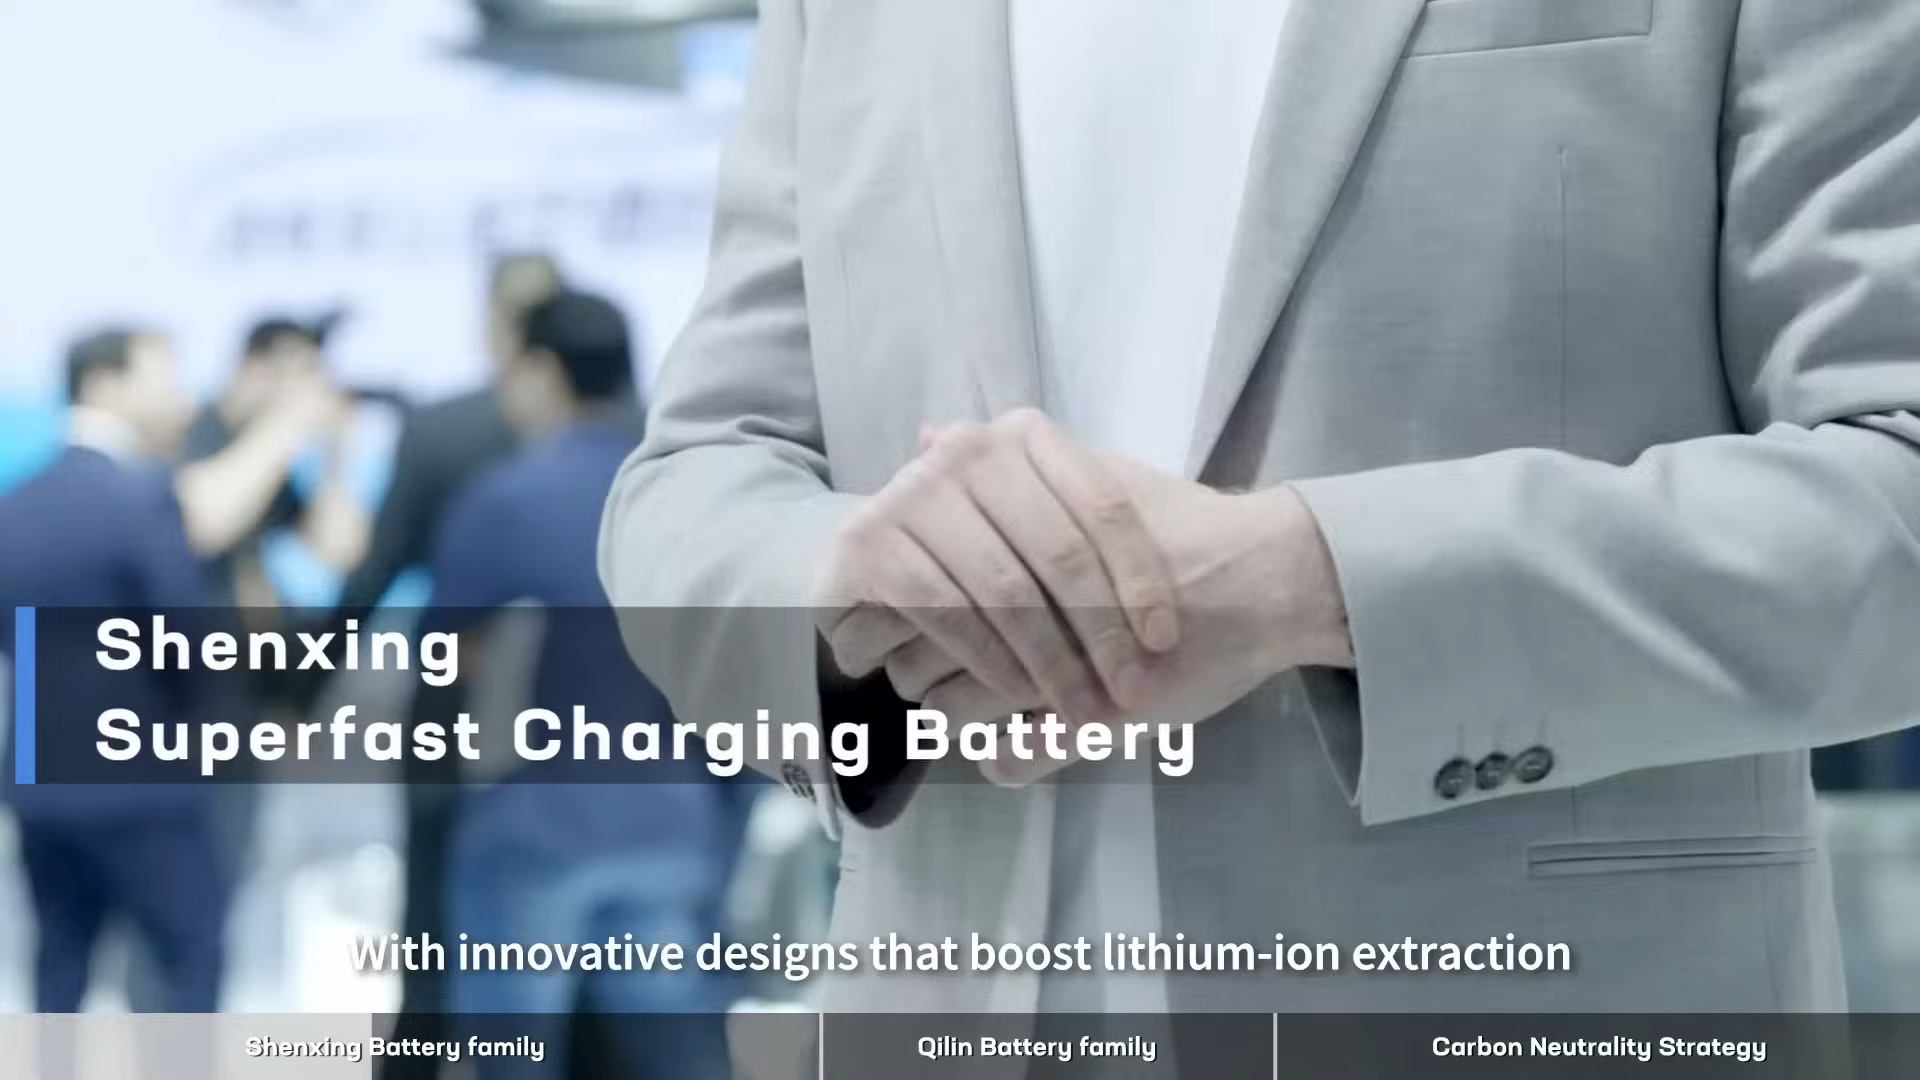 Shenxing
Superfast Charging Battery
With innovative designs that boost lithium-ion extraction
Shenxing Battery family
Qilin Battery family
Carbon Neutrality Strategy